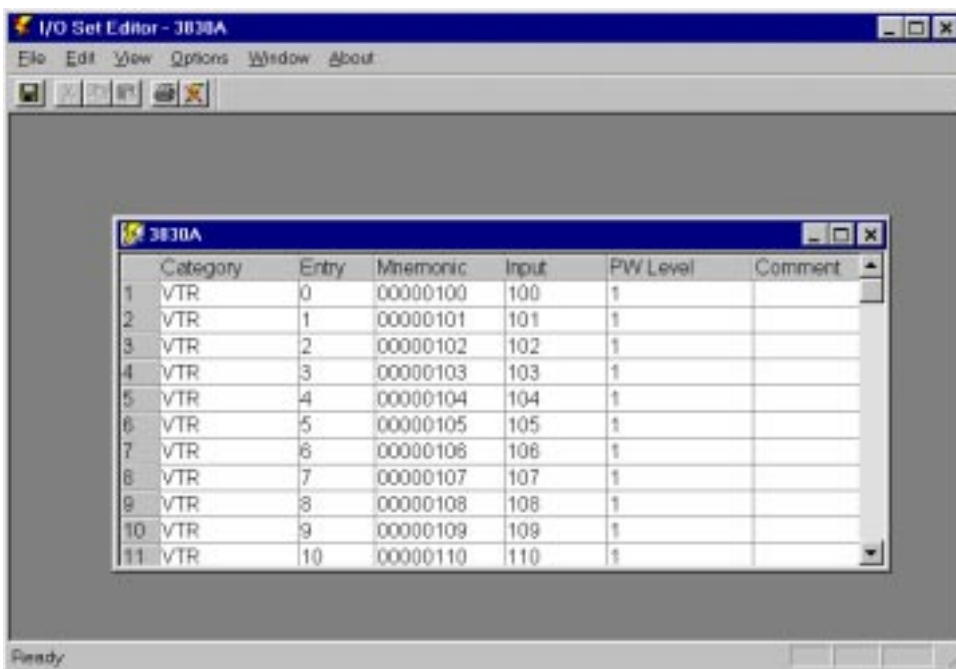 I/O Set Editor - 3830A
File Edit View Options Window About
3830A
Category Entry Mnemonic Input PW Level Comment
1 VTR 0 00000100 100 1
2 VTR 1 00000101 101 1
3 VTR 2 00000102 102 1
4 VTR 3 00000103 103 1
5 VTR 4 00000104 104 1
6 VTR 5 00000105 105 1
7 VTR 6 00000106 106 1
8 VTR 7 00000107 107 1
9 VTR 8 00000108 108 1
10 VTR 9 00000109 109 1
11 VTR 10 00000110 110 1
Ready